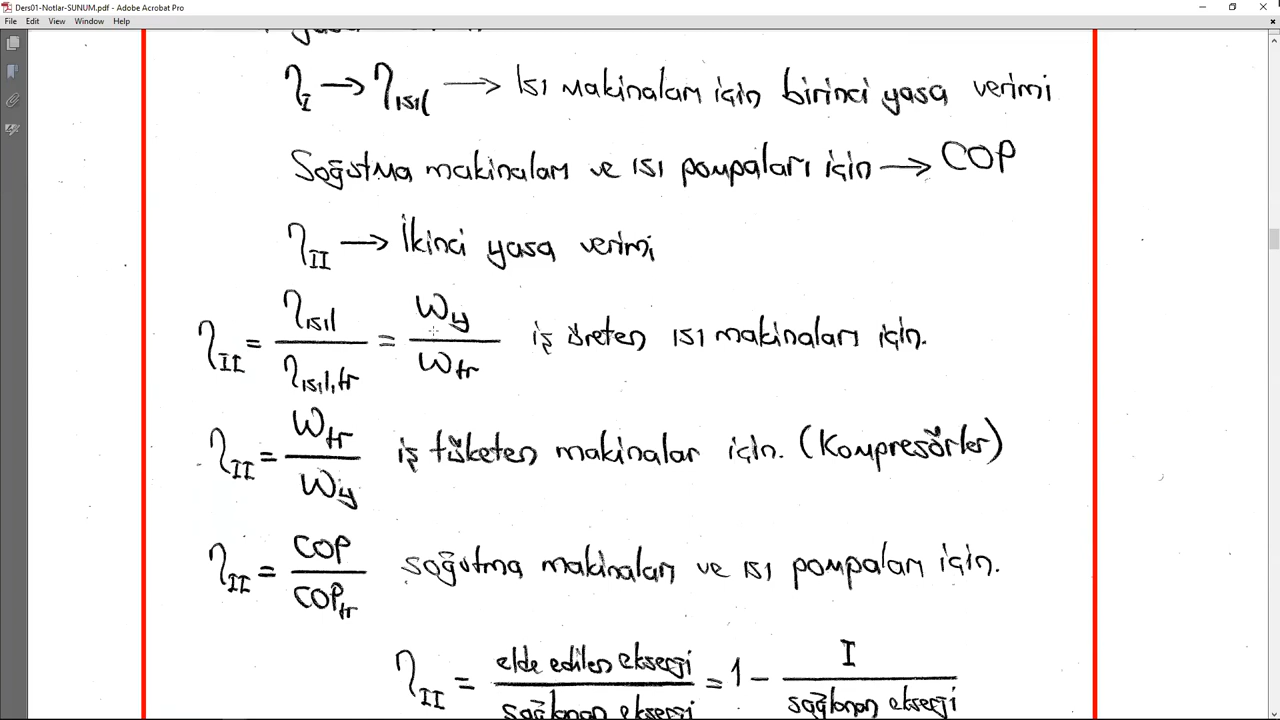 Ders01-Notlar-SUNUM.pdf - Adobe Acrobat Pro
File Edit View Window Help
η_I → η_ısıl → Isı makinaları için birinci yasa verimi
Soğutma makinaları ve ısı pompaları için → COP
η_II → İkinci yasa verimi
η_II = η_ısıl / η_ısıl,tr = W_y / W_tr iş üreten ısı makinaları için.
η_II = W_tr / W_y iş tüketen makinalar için. (Kompresörler)
η_II = COP / COP_tr soğutma makinaları ve ısı pompaları için.
η_II = elde edilen ekserji / sağlanan ekserji = 1 - I / sağlanan ekserji